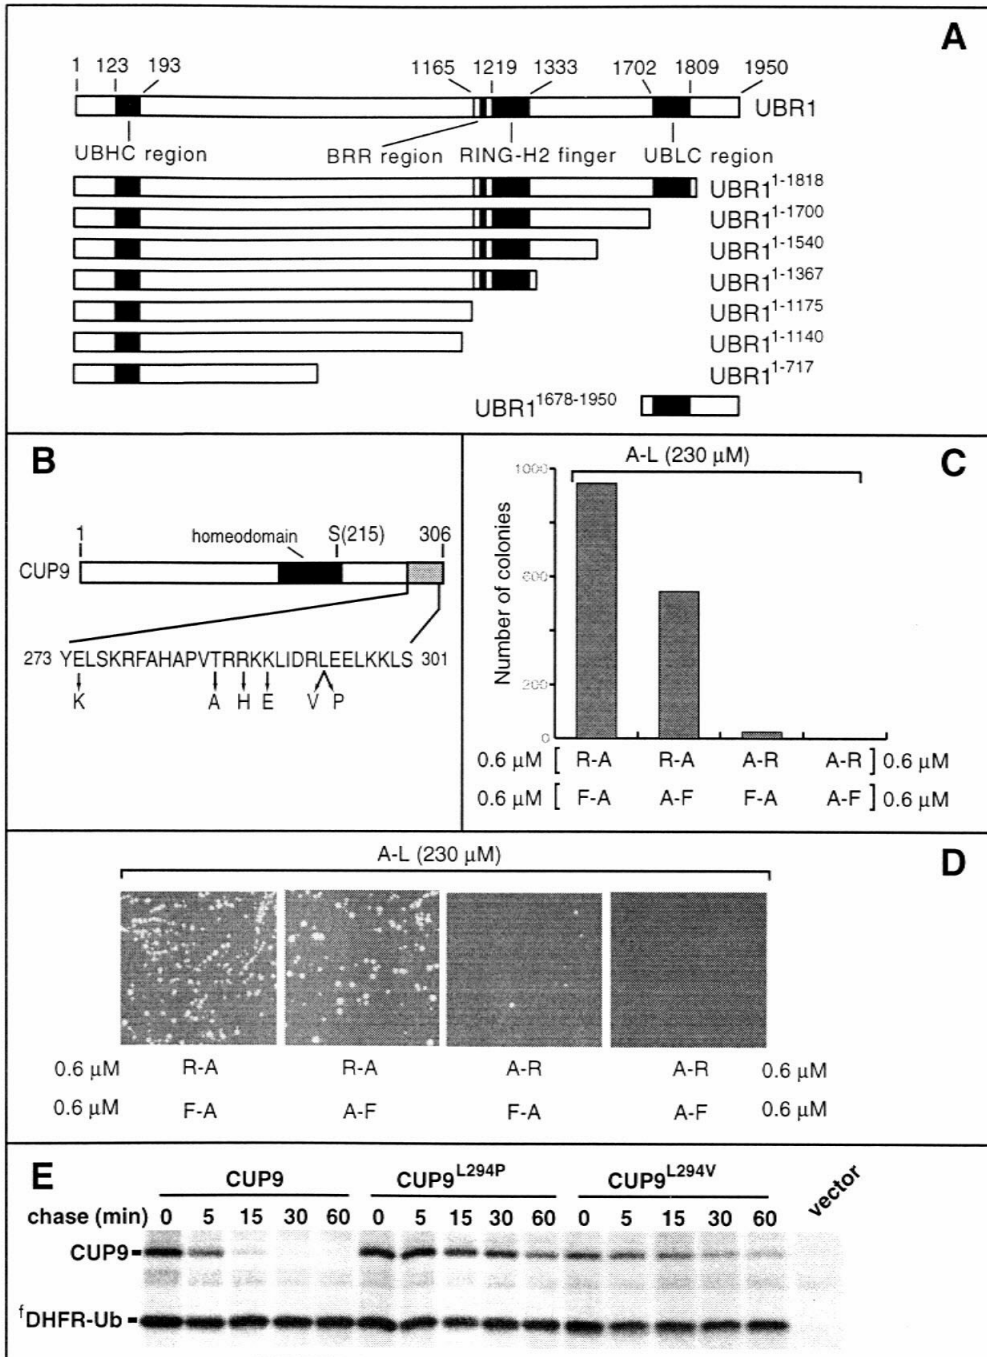 A
1 123 193 1165 1219 1333 1702 1809 1950
UBR1
UBHC region BRR region RING-H2 finger UBLC region
UBR1^1-1818
UBR1^1-1700
UBR1^1-1540
UBR1^1-1367
UBR1^1-1175
UBR1^1-1140
UBR1^1-717
UBR1^1678-1950
B
1 homeodomain S(215) 306
CUP9
273 YELSKRFAHAPVTRRKKLIDRLEELKKLS 301
K A H E V P
C
A-L (230 µM)
Number of colonies
1000
600
200
0
0.6 µM [ R-A R-A A-R A-R ] 0.6 µM
0.6 µM [ F-A A-F F-A A-F ] 0.6 µM
D
A-L (230 µM)
0.6 µM R-A R-A A-R A-R 0.6 µM
0.6 µM F-A A-F F-A A-F 0.6 µM
E
CUP9 CUP9^L294P CUP9^L294V vector
chase (min) 0 5 15 30 60 0 5 15 30 60 0 5 15 30 60
CUP9
fDHFR-Ub